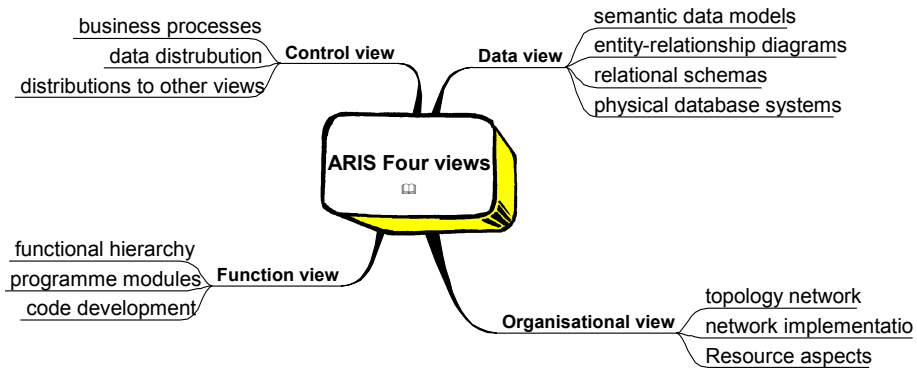 business processes
data distrubution
distributions to other views
Control view
Data view
semantic data models
entity-relationship diagrams
relational schemas
physical database systems
ARIS Four views
functional hierarchy
programme modules
code development
Function view
Organisational view
topology network
network implementatio
Resource aspects